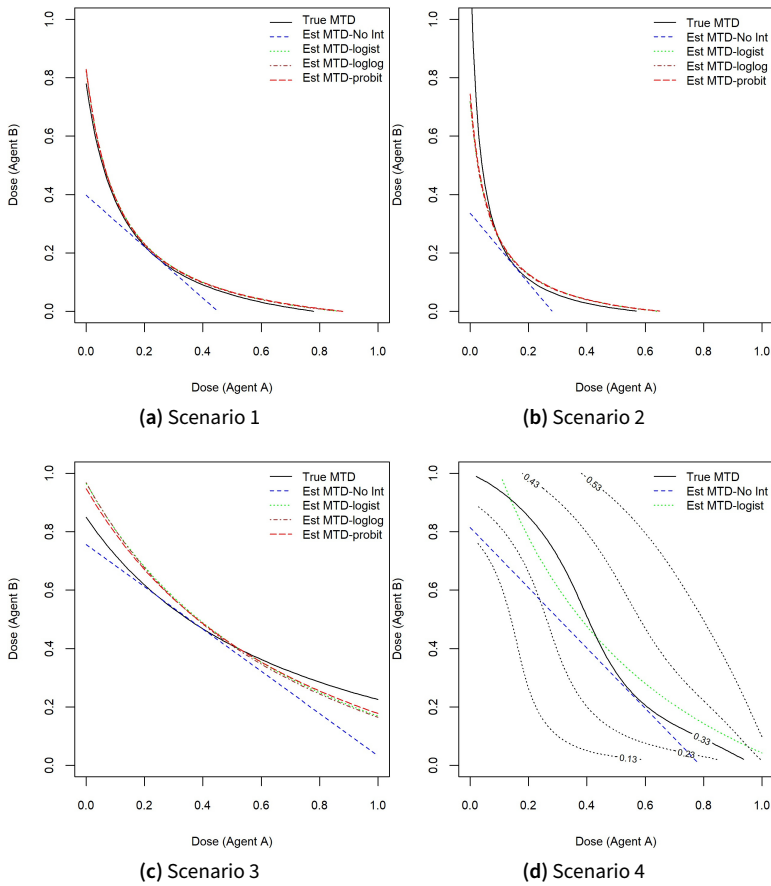 1.0
0.8
0.6
0.4
0.2
0.0
Dose (Agent B)
True MTD
Est MTD-No Int
Est MTD-logist
Est MTD-loglog
Est MTD-probit
0.0 0.2 0.4 0.6 0.8 1.0
Dose (Agent A)
(a) Scenario 1
1.0
0.8
0.6
0.4
0.2
0.0
Dose (Agent B)
True MTD
Est MTD-No Int
Est MTD-logist
Est MTD-loglog
Est MTD-probit
0.0 0.2 0.4 0.6 0.8 1.0
Dose (Agent A)
(b) Scenario 2
1.0
0.8
0.6
0.4
0.2
0.0
Dose (Agent B)
True MTD
Est MTD-No Int
Est MTD-logist
Est MTD-loglog
Est MTD-probit
0.0 0.2 0.4 0.6 0.8 1.0
Dose (Agent A)
(c) Scenario 3
1.0
0.8
0.6
0.4
0.2
0.0
Dose (Agent B)
True MTD
Est MTD-No Int
Est MTD-logist
0.43
0.53
0.33
0.23
0.13
0.0 0.2 0.4 0.6 0.8 1.0
Dose (Agent A)
(d) Scenario 4